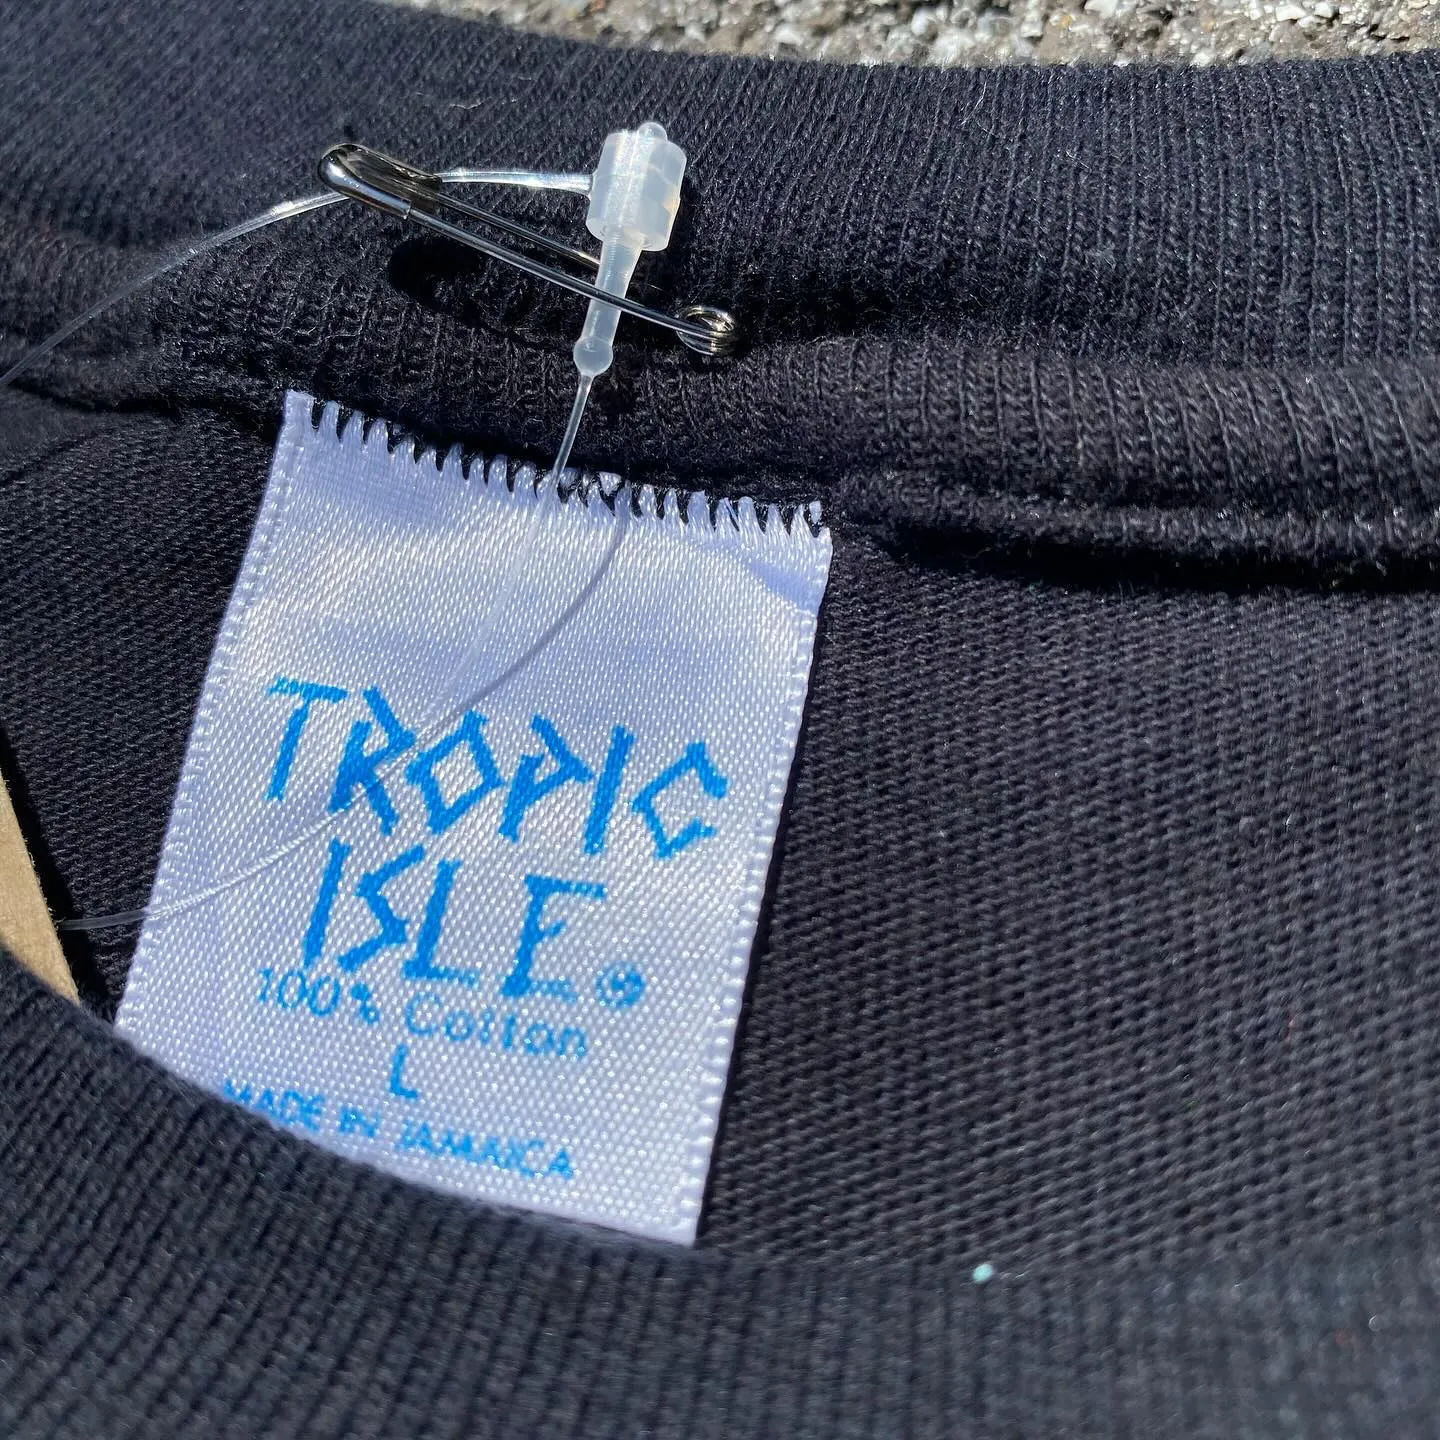 TROPIC
ISLE®
100% Cotton
L
MADE IN JAMAICA